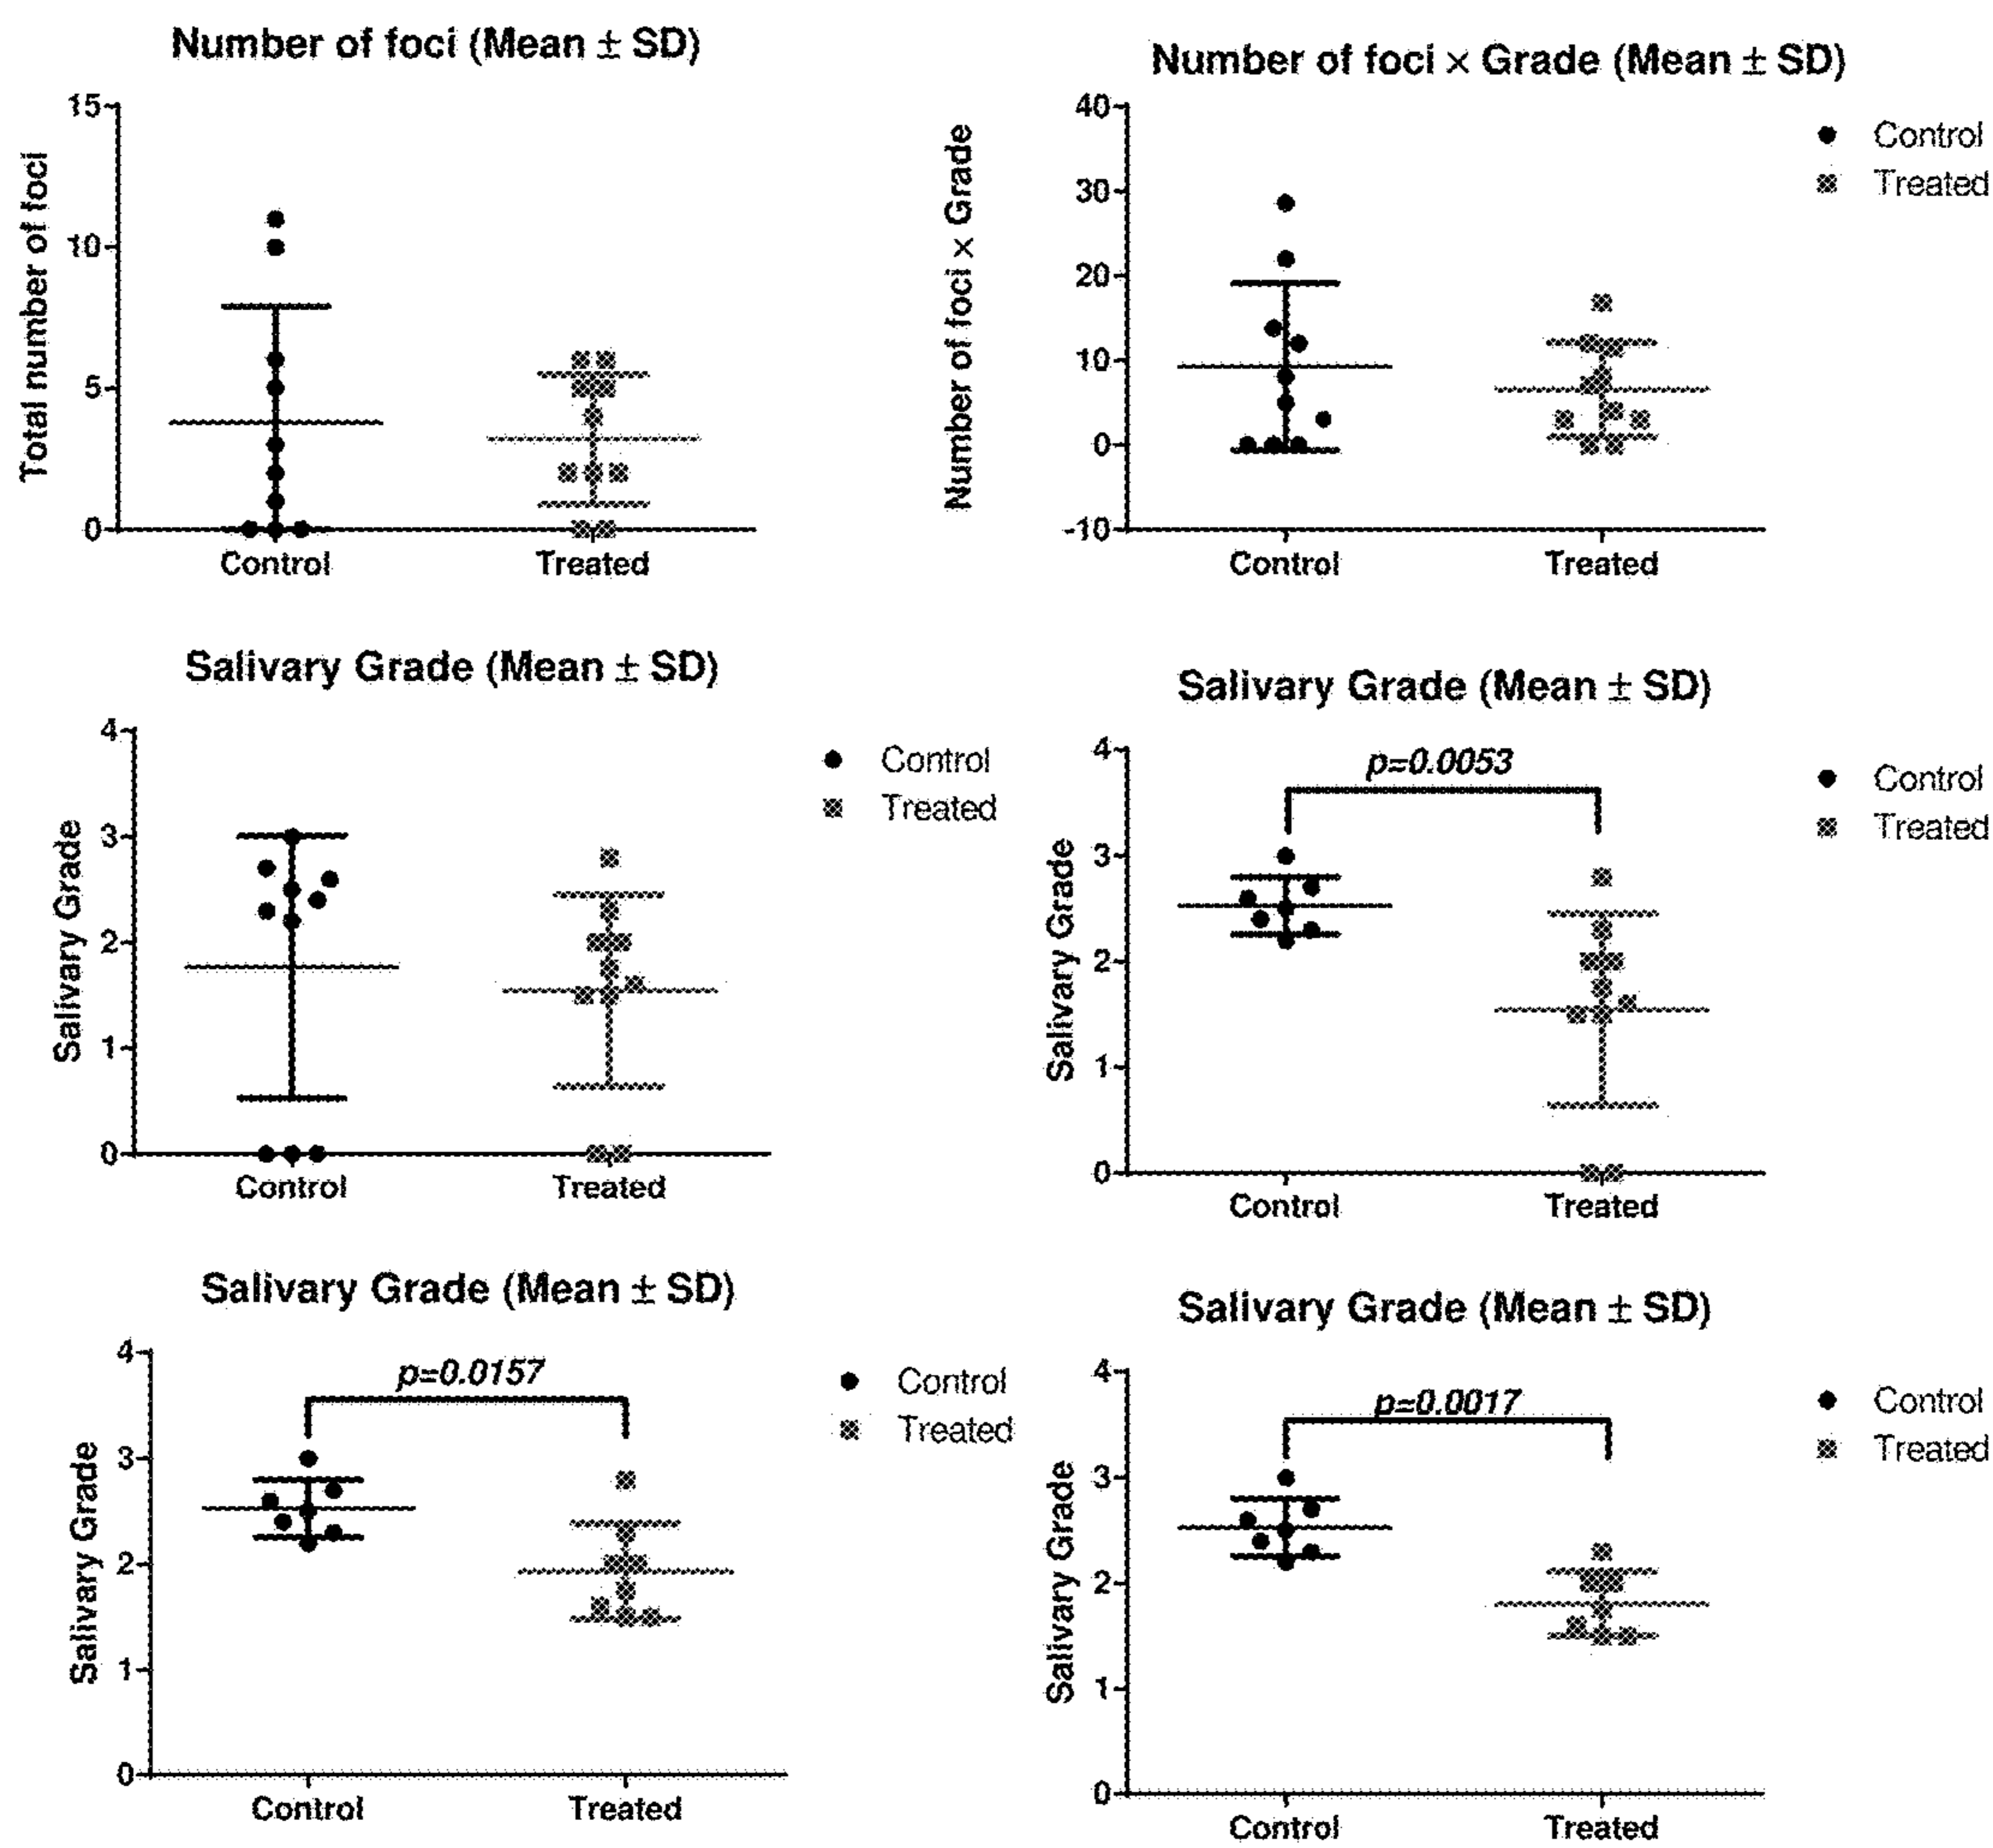 Number of foci (Mean ± SD)
Total number of foci
15
10
5
0
Control
Treated
Number of foci × Grade (Mean ± SD)
Number of foci × Grade
40
30
20
10
0
-10
Control
Treated
Control
Treated
Salivary Grade (Mean ± SD)
Salivary Grade
4
3
2
1
0
Control
Treated
Control
Treated
Salivary Grade (Mean ± SD)
Salivary Grade
4
3
2
1
0
p=0.0053
Control
Treated
Control
Treated
Salivary Grade (Mean ± SD)
Salivary Grade
4
3
2
1
0
p=0.0157
Control
Treated
Control
Treated
Salivary Grade (Mean ± SD)
Salivary Grade
4
3
2
1
0
p=0.0017
Control
Treated
Control
Treated